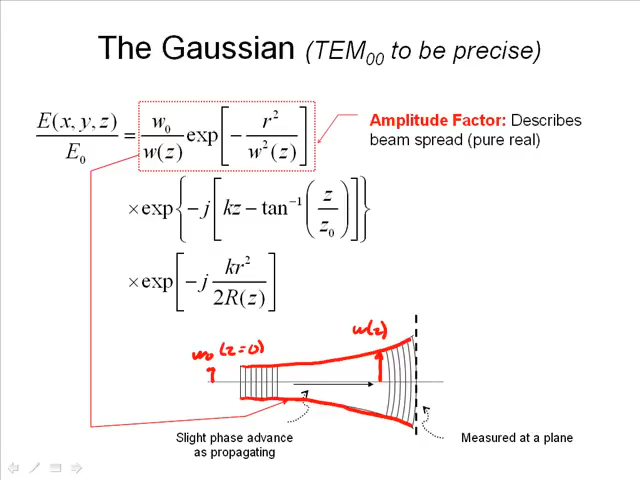 The Gaussian (TEM₀₀ to be precise)
E(x, y, z) / E₀ = w₀ / w(z) exp[ − r² / w²(z) ]
Amplitude Factor: Describes
beam spread (pure real)
×exp{ − j [ kz − tan⁻¹ ( z / z₀ ) ] }
×exp[ − j kr² / 2R(z) ]
w(z)
w₀ (z=0)
Slight phase advance
as propagating
Measured at a plane